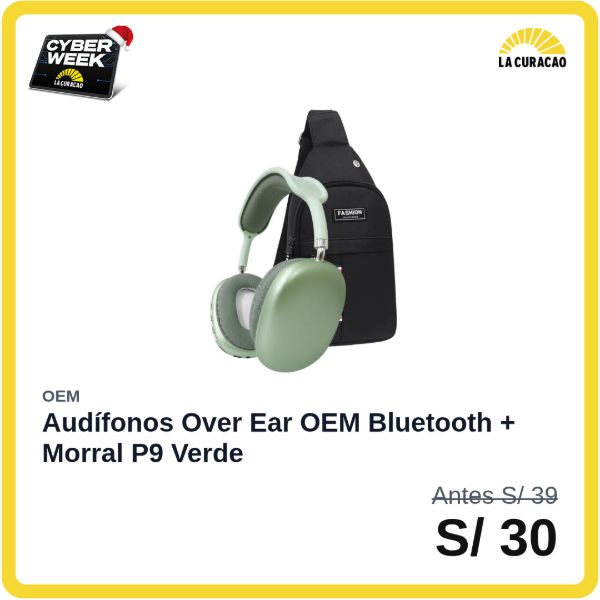 CYBER
WEEK
LA CURACAO
LA CURACAO
FASHION
OEM
Audífonos Over Ear OEM Bluetooth +
Morral P9 Verde
Antes S/ 39
S/ 30